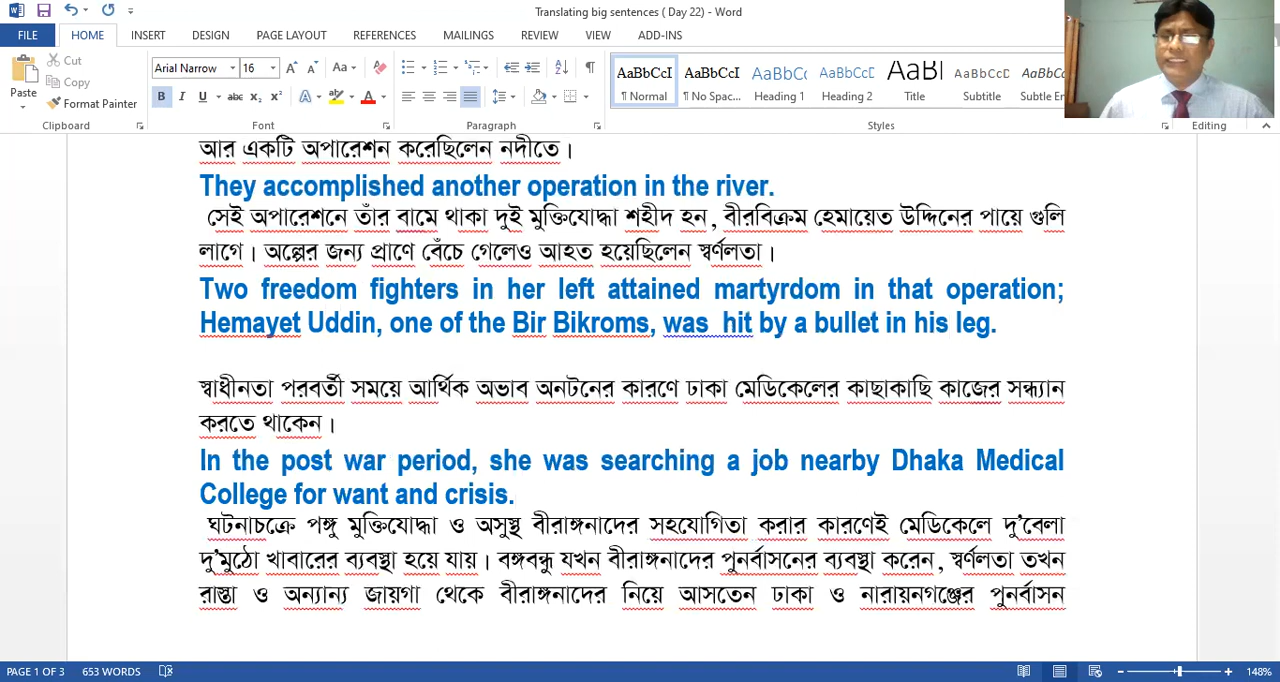 Translating big sentences ( Day 22) - Word
FILE HOME INSERT DESIGN PAGE LAYOUT REFERENCES MAILINGS REVIEW VIEW ADD-INS
Cut
Copy
Format Painter
Paste
Arial Narrow 16
Aa
B I U abc X₂ X² A A
AaBbCcI AaBbCcI AaBbCc AaBbCcI AaBl AaBbCcI AaBbCcI
¶ Normal ¶ No Spac... Heading 1 Heading 2 Title Subtitle Subtle Em
Clipboard Font Paragraph Styles Editing
আর একটি অপারেশন করেছিলেন নদীতে।
They accomplished another operation in the river.
সেই অপারেশনে তাঁর বামে থাকা দুই মুক্তিযোদ্ধা শহীদ হন, বীরবিক্রম হেমায়েত উদ্দিনের পায়ে গুলি
লাগে। অল্পের জন্য প্রাণে বেঁচে গেলেও আহত হয়েছিলেন স্বর্ণলতা।
Two freedom fighters in her left attained martyrdom in that operation;
Hemayet Uddin, one of the Bir Bikroms, was hit by a bullet in his leg.
স্বাধীনতা পরবর্তী সময়ে আর্থিক অভাব অনটনের কারণে ঢাকা মেডিকেলের কাছাকাছি কাজের সন্ধ্যান
করতে থাকেন।
In the post war period, she was searching a job nearby Dhaka Medical
College for want and crisis.
ঘটনাচক্রে পঙ্গু মুক্তিযোদ্ধা ও অসুস্থ বীরাঙ্গনাদের সহযোগিতা করার কারণেই মেডিকেলে দু’বেলা
দু’মুঠো খাবারের ব্যবস্থা হয়ে যায়। বঙ্গবন্ধু যখন বীরাঙ্গনাদের পুনর্বাসনের ব্যবস্থা করেন, স্বর্ণলতা তখন
রাস্তা ও অন্যান্য জায়গা থেকে বীরাঙ্গনাদের নিয়ে আসতেন ঢাকা ও নারায়নগঞ্জের পুনর্বাসন
PAGE 1 OF 3 653 WORDS 148%